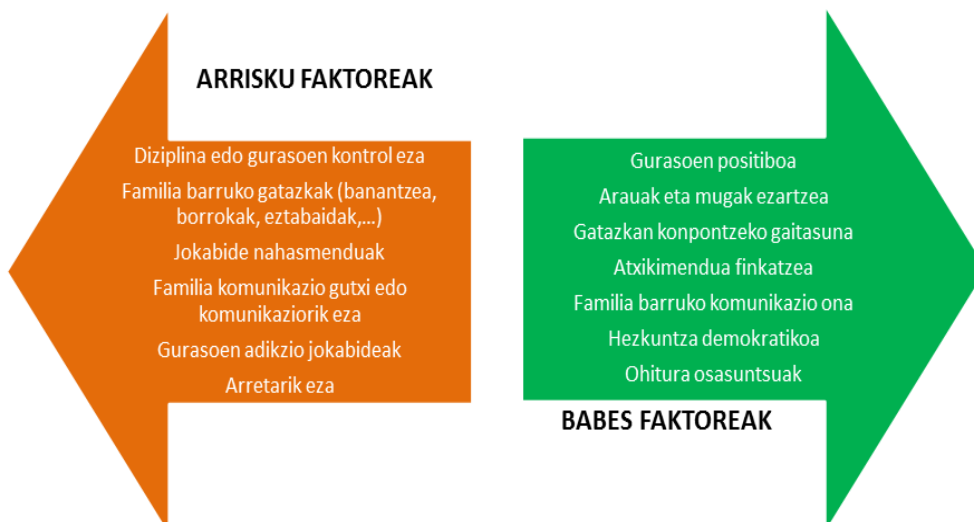 ARRISKU FAKTOREAK
Diziplina edo gurasoen kontrol eza
Familia barruko gatazkak (banantzea,
borrokak, eztabaidak,...)
Jokabide nahasmenduak
Familia komunikazio gutxi edo
komunikaziorik eza
Gurasoen adikzio jokabideak
Arretarik eza
Gurasoen positiboa
Arauak eta mugak ezartzea
Gatazkan konpontzeko gaitasuna
Atxikimendua finkatzea
Familia barruko komunikazio ona
Hezkuntza demokratikoa
Ohitura osasuntsuak
BABES FAKTOREAK